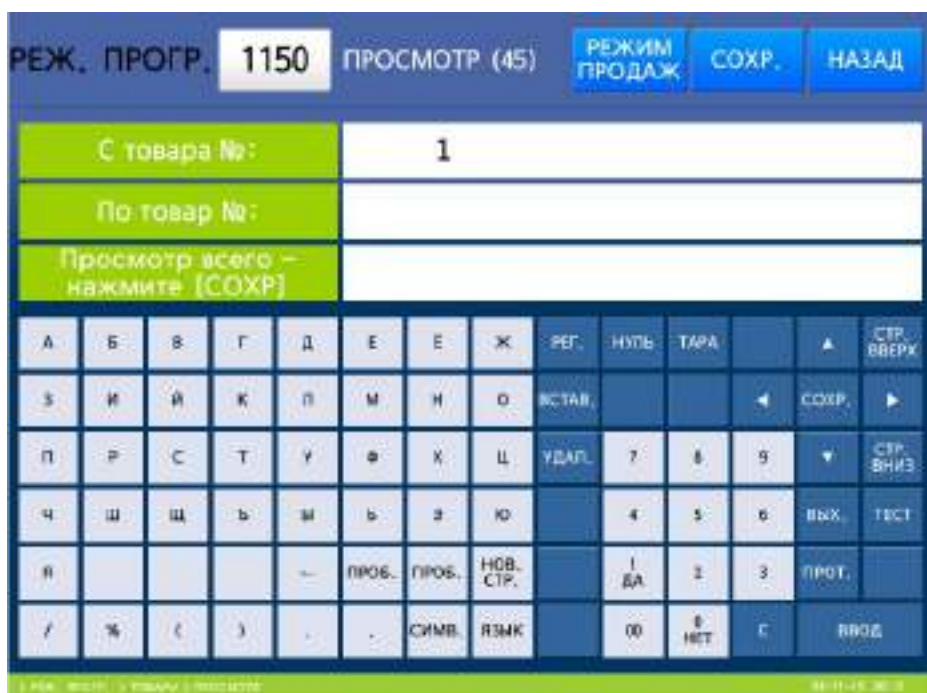 РЕЖ. ПРОГР. 1150 ПРОСМОТР (45) РЕЖИМ ПРОДАЖ СОХР. НАЗАД
С товара №: 1
По товар №:
Просмотр всего -
нажмите [СОХР]
А Б В Г Д Е Ё Ж РЕГ. НУЛЬ ТАРА ▲ СТР. ВВЕРХ
З И Й К Л М Н О ВСТАВ. ◀ СОХР. ▶
П Р С Т У Ф Х Ц УДАЛ. 7 8 9 ▼ СТР. ВНИЗ
Ч Ш Щ Ъ Ы Ь Э Ю 4 5 6 ВЫХ. ТЕСТ
Я ← ПРОБ. ПРОБ. НОВ. СТР. 1 ДА 2 3 ПРОТ.
/ % ( ) , . СИМВ. ЯЗЫК 00 0 НЕТ С ВВОД